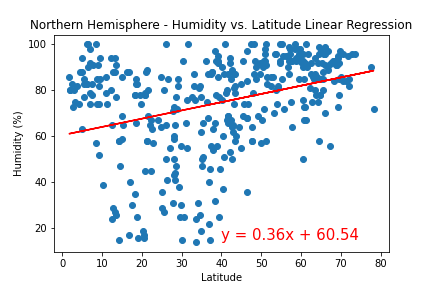 Northern Hemisphere - Humidity vs. Latitude Linear Regression
100
80
60
40
20
Humidity (%)
y = 0.36x + 60.54
0 10 20 30 40 50 60 70 80
Latitude